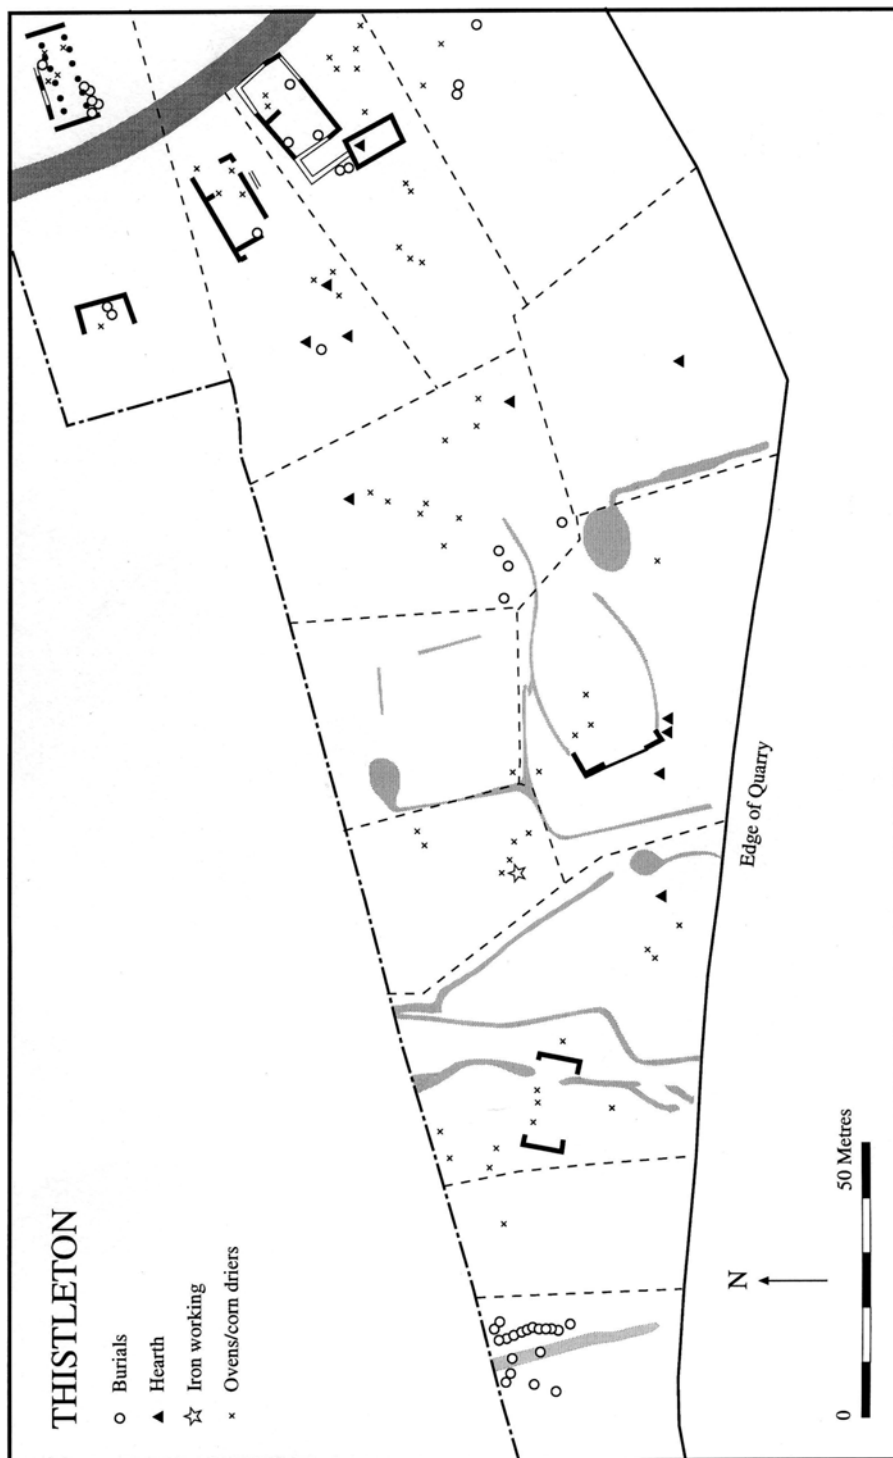 THISTLETON
Burials
Hearth
Iron working
Ovens/corn driers
Edge of Quarry
N
0
50 Metres